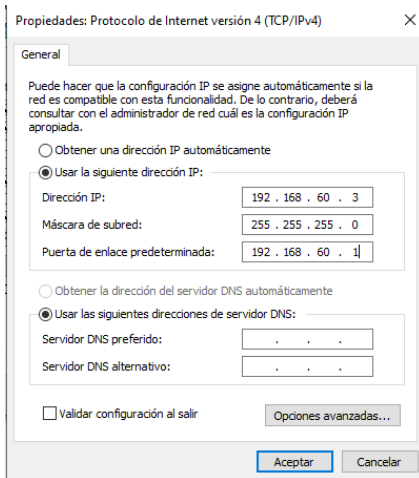 Propiedades: Protocolo de Internet versión 4 (TCP/IPv4)
General
Puede hacer que la configuración IP se asigne automáticamente si la
red es compatible con esta funcionalidad. De lo contrario, deberá
consultar con el administrador de red cuál es la configuración IP
apropiada.
Obtener una dirección IP automáticamente
Usar la siguiente dirección IP:
Dirección IP: 192 . 168 . 60 . 3
Máscara de subred: 255 . 255 . 255 . 0
Puerta de enlace predeterminada: 192 . 168 . 60 . 1
Obtener la dirección del servidor DNS automáticamente
Usar las siguientes direcciones de servidor DNS:
Servidor DNS preferido: . . .
Servidor DNS alternativo: . . .
Validar configuración al salir
Opciones avanzadas...
Aceptar Cancelar